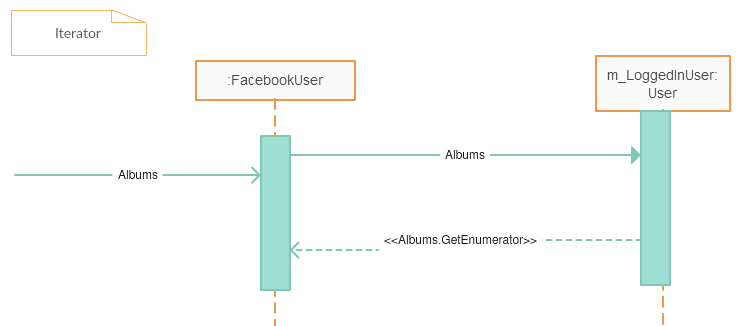 Iterator
:FacebookUser
m_LoggedInUser:
User
Albums
Albums
<<Albums.GetEnumerator>>